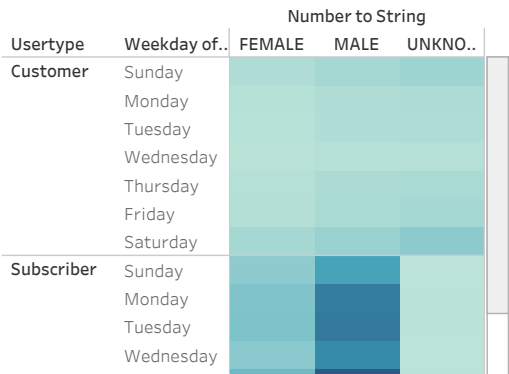 Number to String
Usertype Weekday of.. FEMALE MALE UNKNO..
Customer Sunday
Monday
Tuesday
Wednesday
Thursday
Friday
Saturday
Subscriber Sunday
Monday
Tuesday
Wednesday